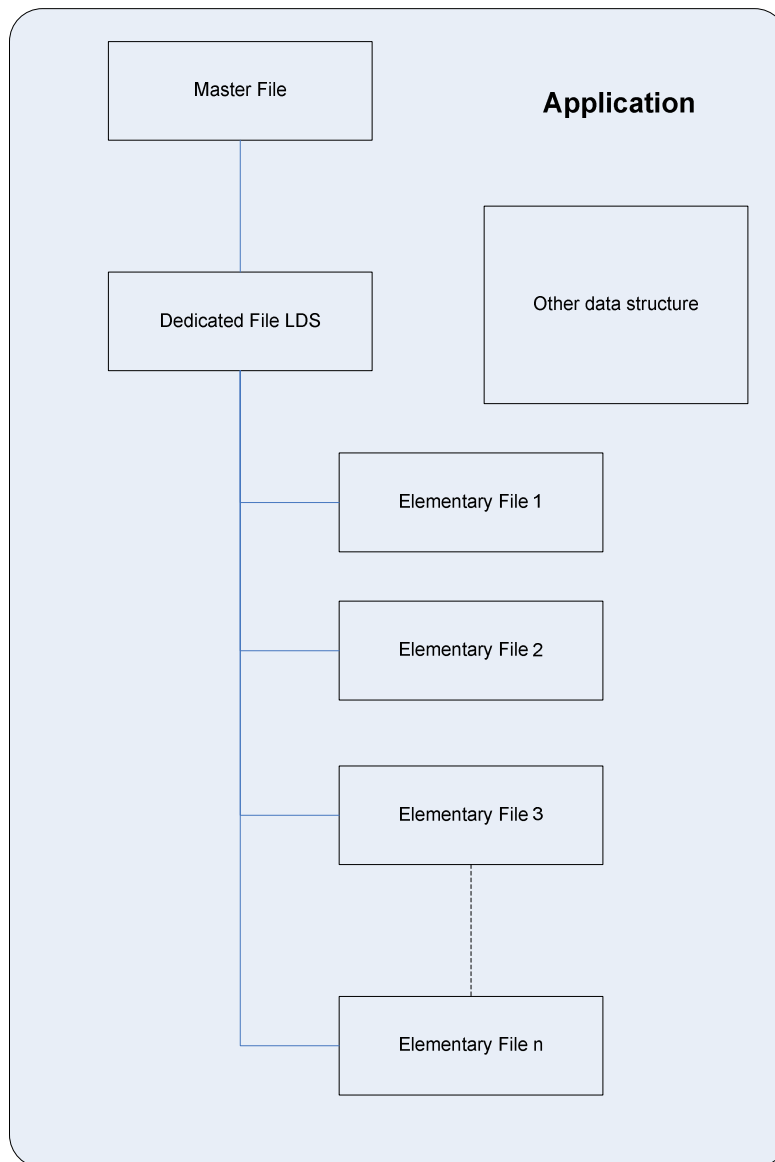 Master File
Application
Dedicated File LDS
Other data structure
Elementary File 1
Elementary File 2
Elementary File 3
Elementary File n